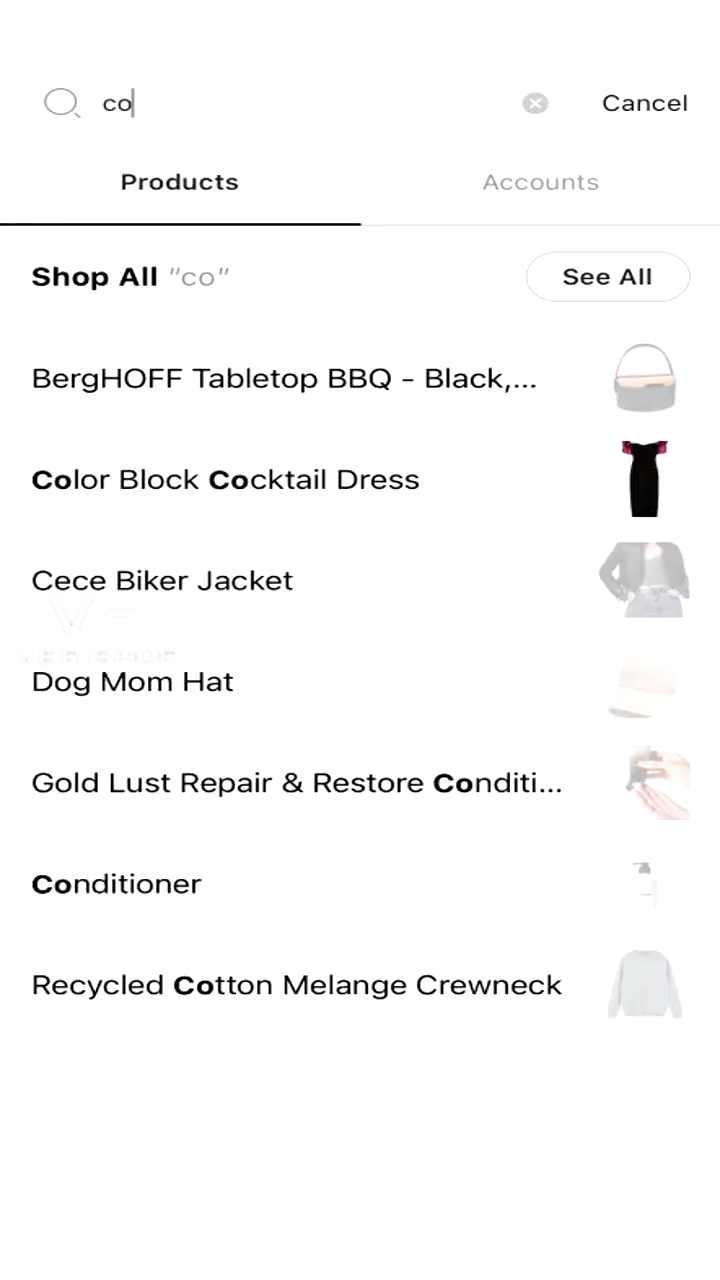 co
Cancel
Products
Accounts
Shop All "co"
See All
BergHOFF Tabletop BBQ - Black,...
Color Block Cocktail Dress
Cece Biker Jacket
Dog Mom Hat
Gold Lust Repair & Restore Conditi...
Conditioner
Recycled Cotton Melange Crewneck